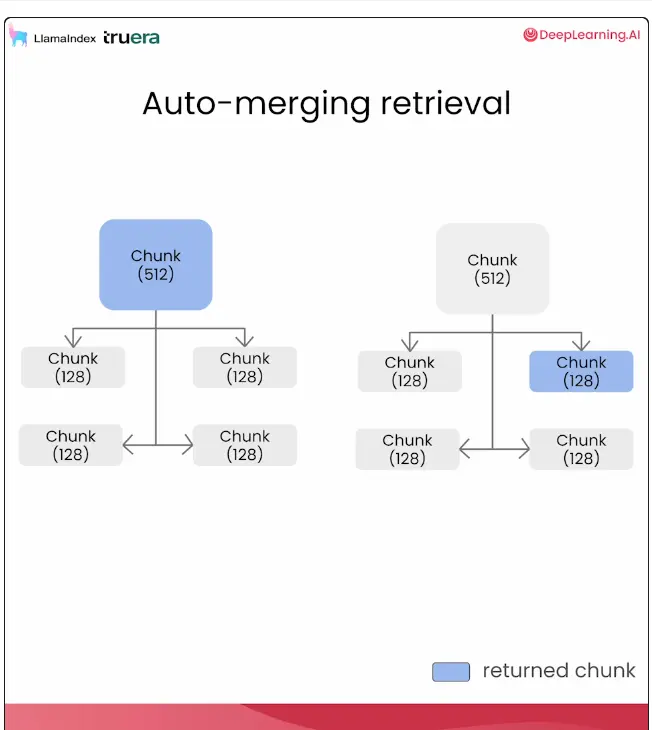 LlamaIndex truera DeepLearning.AI
Auto-merging retrieval
Chunk
(512)
Chunk
(128)
Chunk
(128)
Chunk
(128)
Chunk
(128)
Chunk
(512)
Chunk
(128)
Chunk
(128)
Chunk
(128)
Chunk
(128)
returned chunk